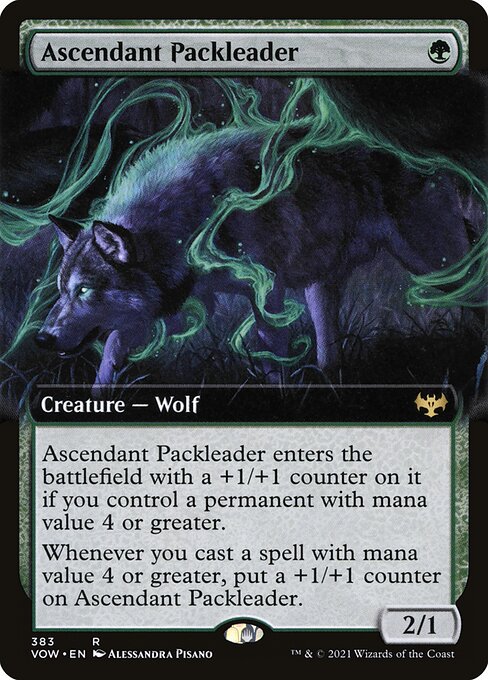 Ascendant Packleader
Creature — Wolf
Ascendant Packleader enters the
battlefield with a +1/+1 counter on it
if you control a permanent with mana
value 4 or greater.
Whenever you cast a spell with mana
value 4 or greater, put a +1/+1 counter
on Ascendant Packleader.
2/1
383 R
VOW • EN Alessandra Pisano
™ & © 2021 Wizards of the Coast